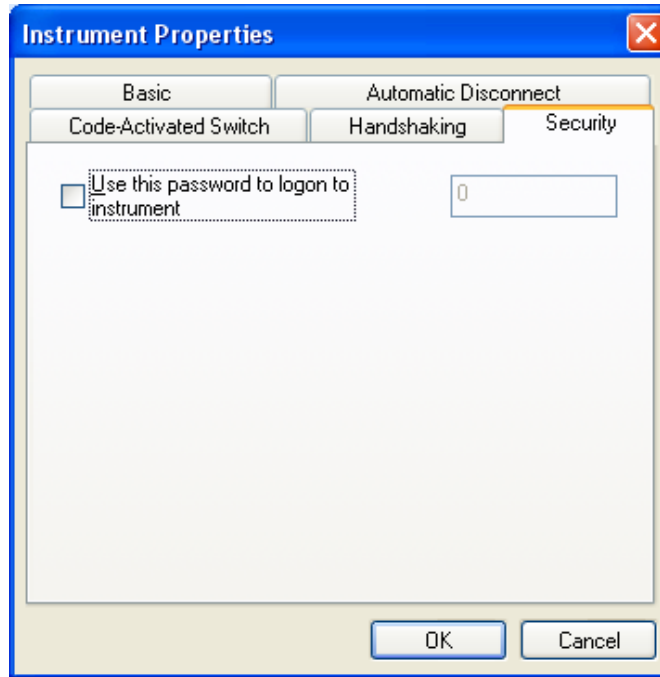 Instrument Properties
Basic
Automatic Disconnect
Code-Activated Switch
Handshaking
Security
Use this password to logon to
instrument
0
OK
Cancel